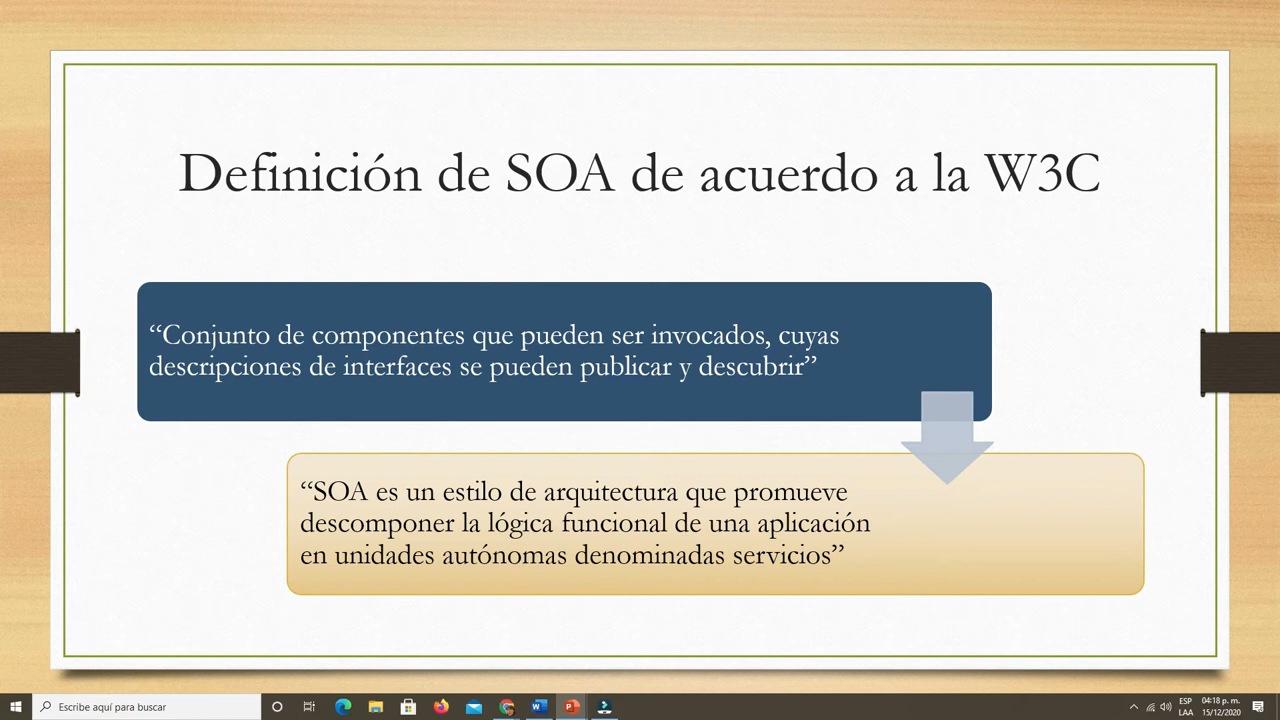 Definición de SOA de acuerdo a la W3C
“Conjunto de componentes que pueden ser invocados, cuyas
descripciones de interfaces se pueden publicar y descubrir”
“SOA es un estilo de arquitectura que promueve
descomponer la lógica funcional de una aplicación
en unidades autónomas denominadas servicios”
Escribe aquí para buscar
ESP
LAA
04:18 p. m.
15/12/2020